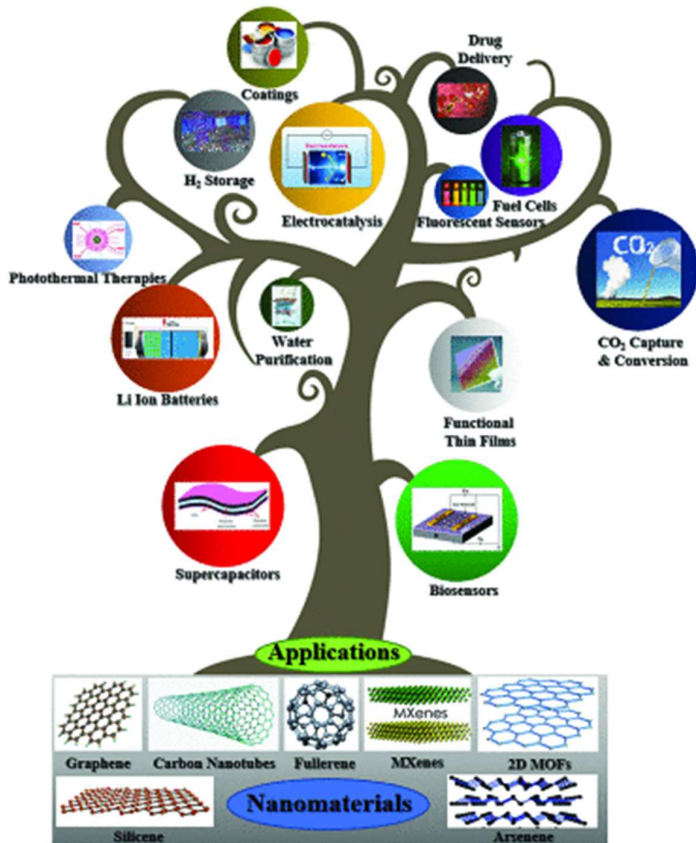 Drug
Delivery
Coatings
H₂ Storage
Electrocatalysis
Fuel Cells
Fluorescent Sensors
Photothermal Therapies
CO₂
CO₂ Capture
& Conversion
Water
Purification
Li Ion Batteries
Functional
Thin Films
Supercapacitors
Biosensors
Applications
MXenes
Graphene
Carbon Nanotubes
Fullerene
MXenes
2D MOFs
Nanomaterials
Silicene
Arsenene